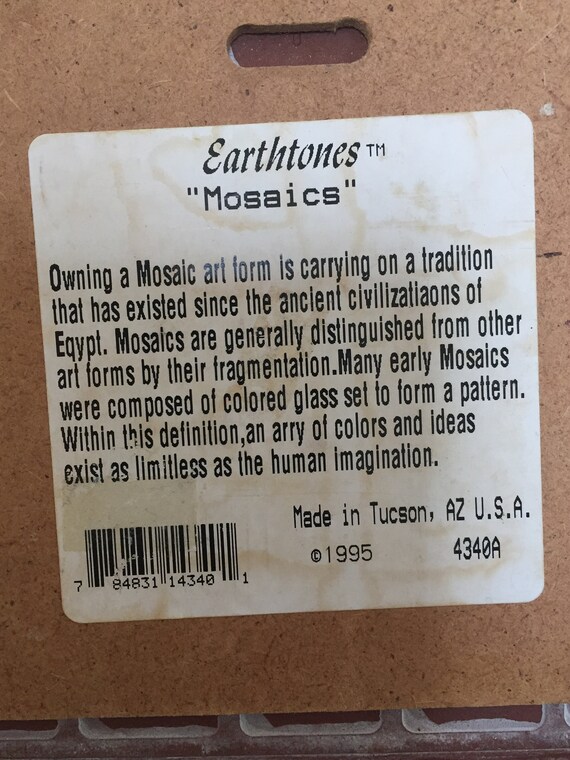 Earthtones™
"Mosaics"
Owning a Mosaic art form is carrying on a tradition
that has existed since the ancient civilizatiaons of
Eqypt. Mosaics are generally distinguished from other
art forms by their fragmentation.Many early Mosaics
were composed of colored glass set to form a pattern.
Within this definition,an arry of colors and ideas
exist as limitless as the human imagination.
Made in Tucson, AZ U.S.A.
©1995 4340A
7 84831 14340 1